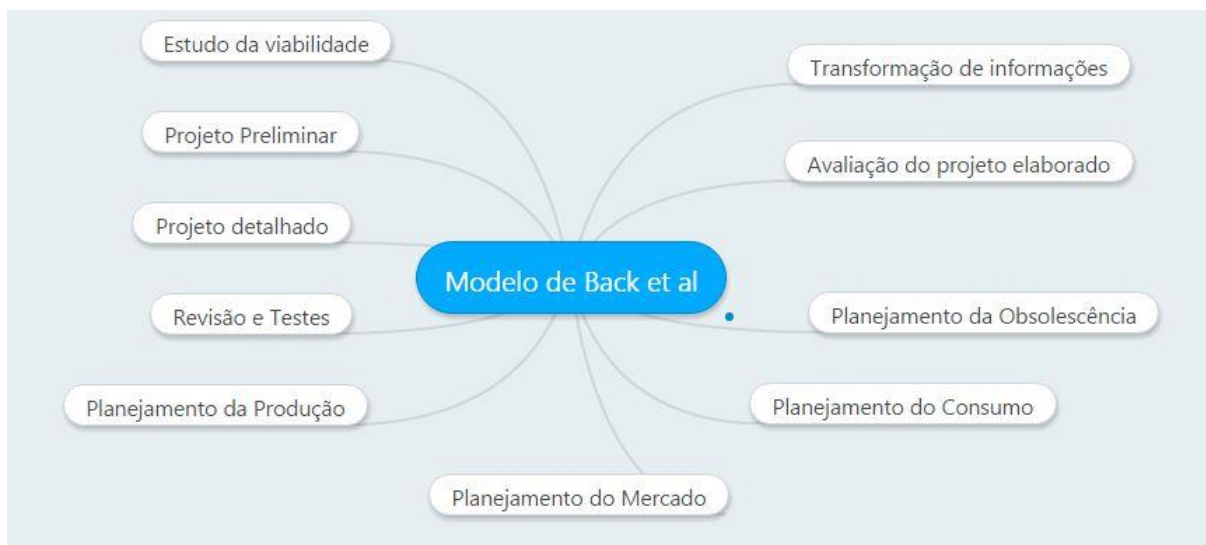 Estudo da viabilidade
Transformação de informações
Projeto Preliminar
Avaliação do projeto elaborado
Projeto detalhado
Modelo de Back et al
Revisão e Testes
Planejamento da Obsolescência
Planejamento da Produção
Planejamento do Consumo
Planejamento do Mercado